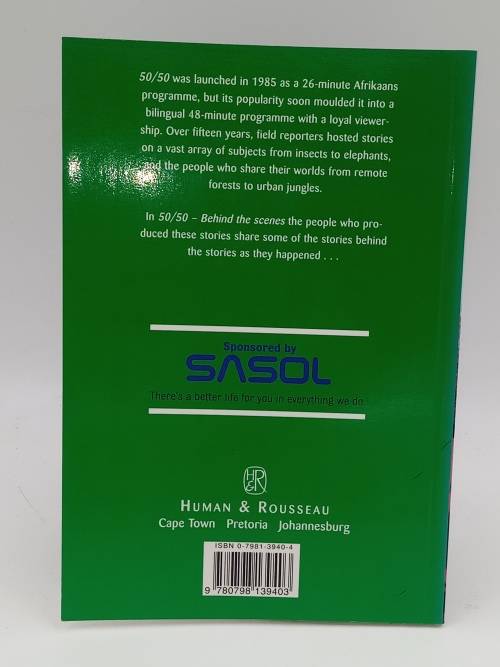 50/50 was launched in 1985 as a 26-minute Afrikaans
programme, but its popularity soon moulded it into a
bilingual 48-minute programme with a loyal viewer-
ship. Over fifteen years, field reporters hosted stories
on a vast array of subjects from insects to elephants,
and the people who share their worlds from remote
forests to urban jungles.
In 50/50 – Behind the scenes the people who pro-
duced these stories share some of the stories behind
the stories as they happened . . .
Sponsored by
SASOL
There's a better life for you in everything we do
H&R
HUMAN & ROUSSEAU
Cape Town Pretoria Johannesburg
ISBN 0-7981-3940-4
9 780798 139403